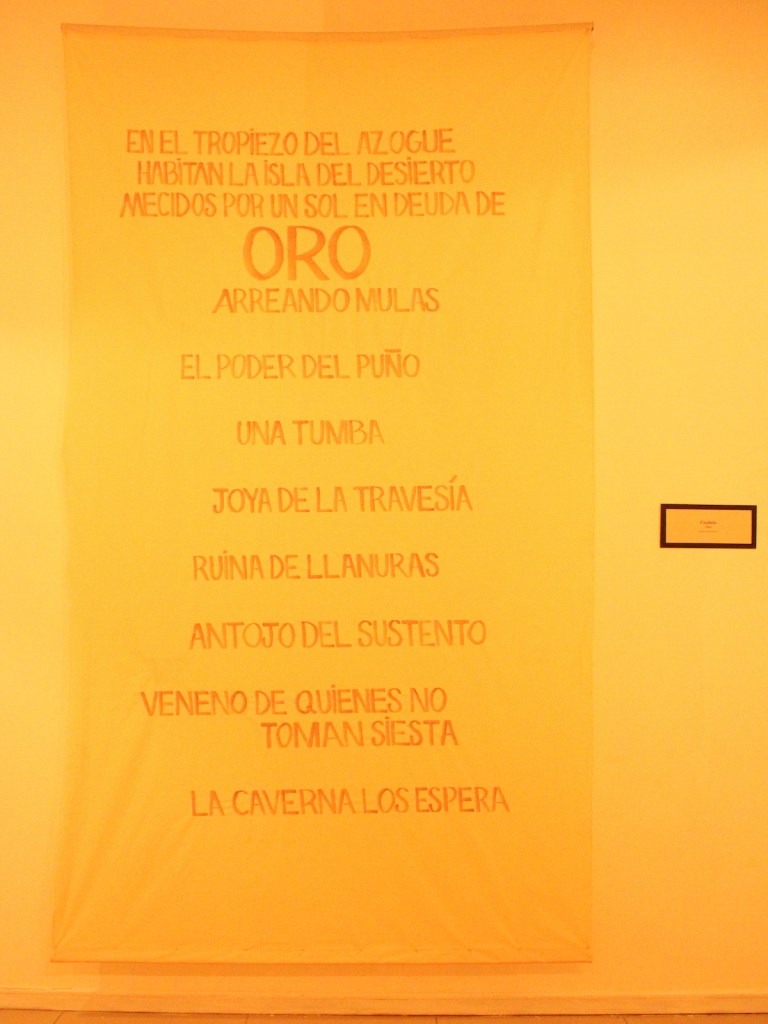 EN EL TROPIEZO DEL AZOGUE
HABITAN LA ISLA DEL DESIERTO
MECIDOS POR UN SOL EN DEUDA DE
ORO
ARREANDO MULAS
EL PODER DEL PUÑO
UNA TUMBA
JOYA DE LA TRAVESÍA
RUINA DE LLANURAS
ANTOJO DEL SUSTENTO
VENENO DE QUIENES NO
TOMAN SIESTA
LA CAVERNA LOS ESPERA